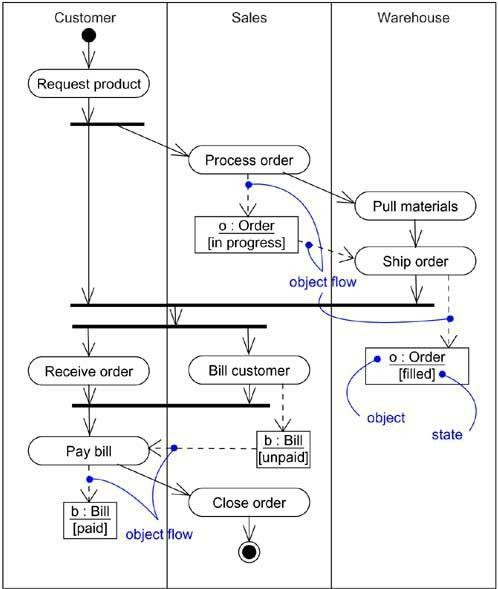 Customer
Sales
Warehouse
Request product
Process order
Pull materials
o : Order
[in progress]
Ship order
object flow
Receive order
Bill customer
o : Order
[filled]
object
state
Pay bill
b : Bill
[unpaid]
Close order
b : Bill
[paid]
object flow